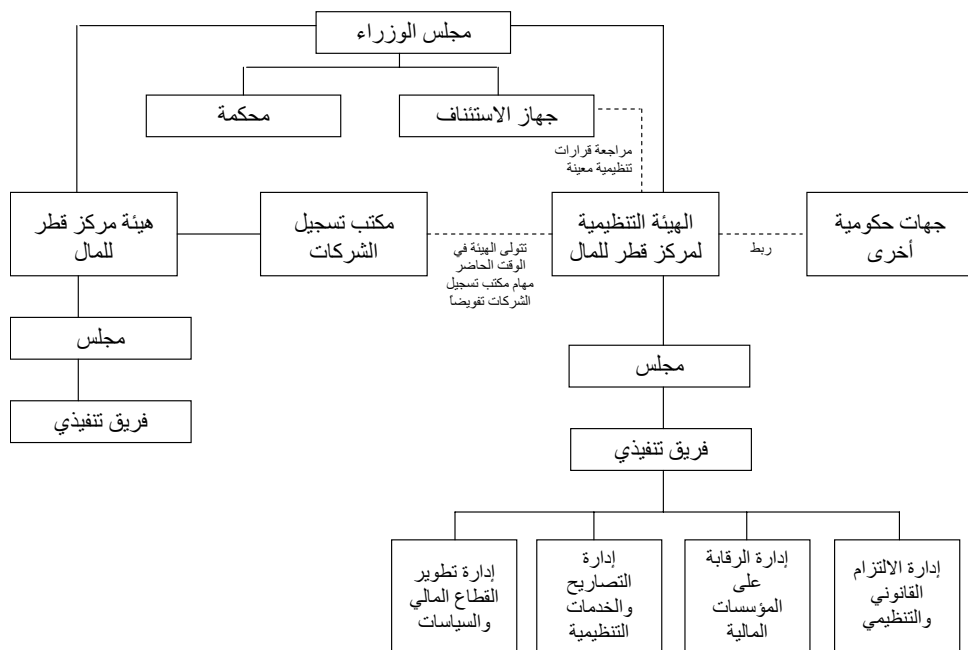 مجلس الوزراء
جهاز الاستئناف
محكمة
مراجعة قرارات
تنظيمية معينة
جهات حكومية
أخرى
ربط
الهيئة التنظيمية
لمركز قطر للمال
تتولى الهيئة في
الوقت الحاضر
مهام مكتب تسجيل
الشركات تفويضاً
مكتب تسجيل
الشركات
هيئة مركز قطر
للمال
مجلس
فريق تنفيذي
مجلس
فريق تنفيذي
إدارة الالتزام
القانوني
والتنظيمي
إدارة الرقابة
على
المؤسسات
المالية
إدارة
التصاريح
والخدمات
التنظيمية
إدارة تطوير
القطاع المالي
والسياسات